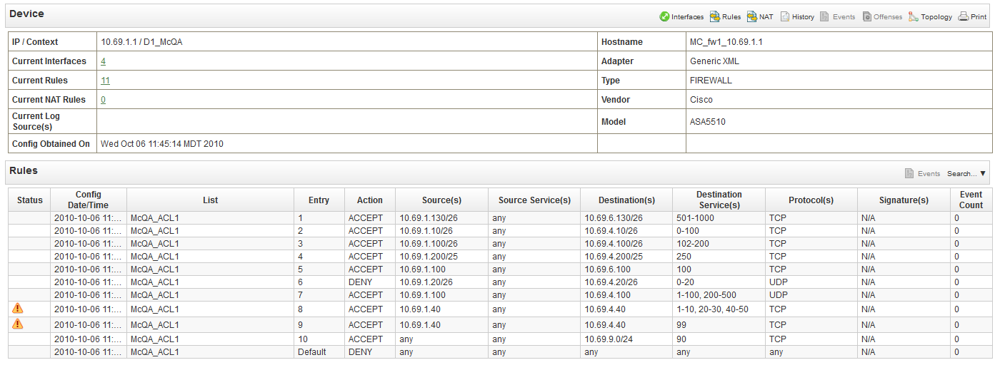 Device
Interfaces Rules NAT History Events Offenses Topology Print
IP / Context 10.69.1.1 / D1_McQA Hostname MC_fw1_10.69.1.1
Current Interfaces 4 Adapter Generic XML
Current Rules 11 Type FIREWALL
Current NAT Rules 0 Vendor Cisco
Current Log
Source(s) Model ASA5510
Config Obtained On Wed Oct 06 11:45:14 MDT 2010
Rules
Events Search...
Status Config
Date/Time List Entry Action Source(s) Source Service(s) Destination(s) Destination
Service(s) Protocol(s) Signature(s) Event
Count
2010-10-06 11:... McQA_ACL1 1 ACCEPT 10.69.1.130/26 any 10.69.6.130/26 501-1000 TCP N/A 0
2010-10-06 11:... McQA_ACL1 2 ACCEPT 10.69.1.10/26 any 10.69.4.10/26 0-100 TCP N/A 0
2010-10-06 11:... McQA_ACL1 3 ACCEPT 10.69.1.100/26 any 10.69.4.100/26 102-200 TCP N/A 0
2010-10-06 11:... McQA_ACL1 4 ACCEPT 10.69.1.200/25 any 10.69.4.200/25 250 TCP N/A 0
2010-10-06 11:... McQA_ACL1 5 ACCEPT 10.69.1.100 any 10.69.6.100 100 TCP N/A 0
2010-10-06 11:... McQA_ACL1 6 DENY 10.69.1.20/26 any 10.69.4.20/26 0-20 UDP N/A 0
2010-10-06 11:... McQA_ACL1 7 ACCEPT 10.69.1.100 any 10.69.4.100 1-100, 200-500 UDP N/A 0
2010-10-06 11:... McQA_ACL1 8 ACCEPT 10.69.1.40 any 10.69.4.40 1-10, 20-30, 40-50 TCP N/A 0
2010-10-06 11:... McQA_ACL1 9 ACCEPT 10.69.1.40 any 10.69.4.40 99 TCP N/A 0
2010-10-06 11:... McQA_ACL1 10 ACCEPT any any 10.69.9.0/24 90 TCP N/A 0
2010-10-06 11:... McQA_ACL1 Default DENY any any any any any N/A 0